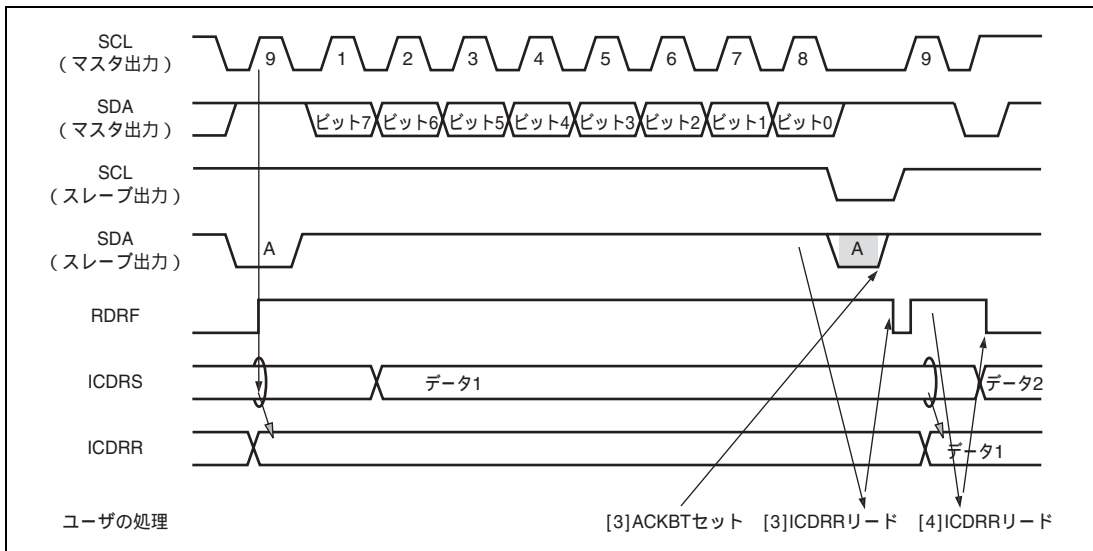 SCL
（マスタ出力）
9 1 2 3 4 5 6 7 8 9
SDA
（マスタ出力）
ビット7 ビット6 ビット5 ビット4 ビット3 ビット2 ビット1 ビット0
SCL
（スレーブ出力）
SDA
（スレーブ出力）
A A
RDRF
ICDRS
データ1 データ2
ICDRR
データ1
ユーザの処理
[3]ACKBTセット [3]ICDRRリード [4]ICDRRリード